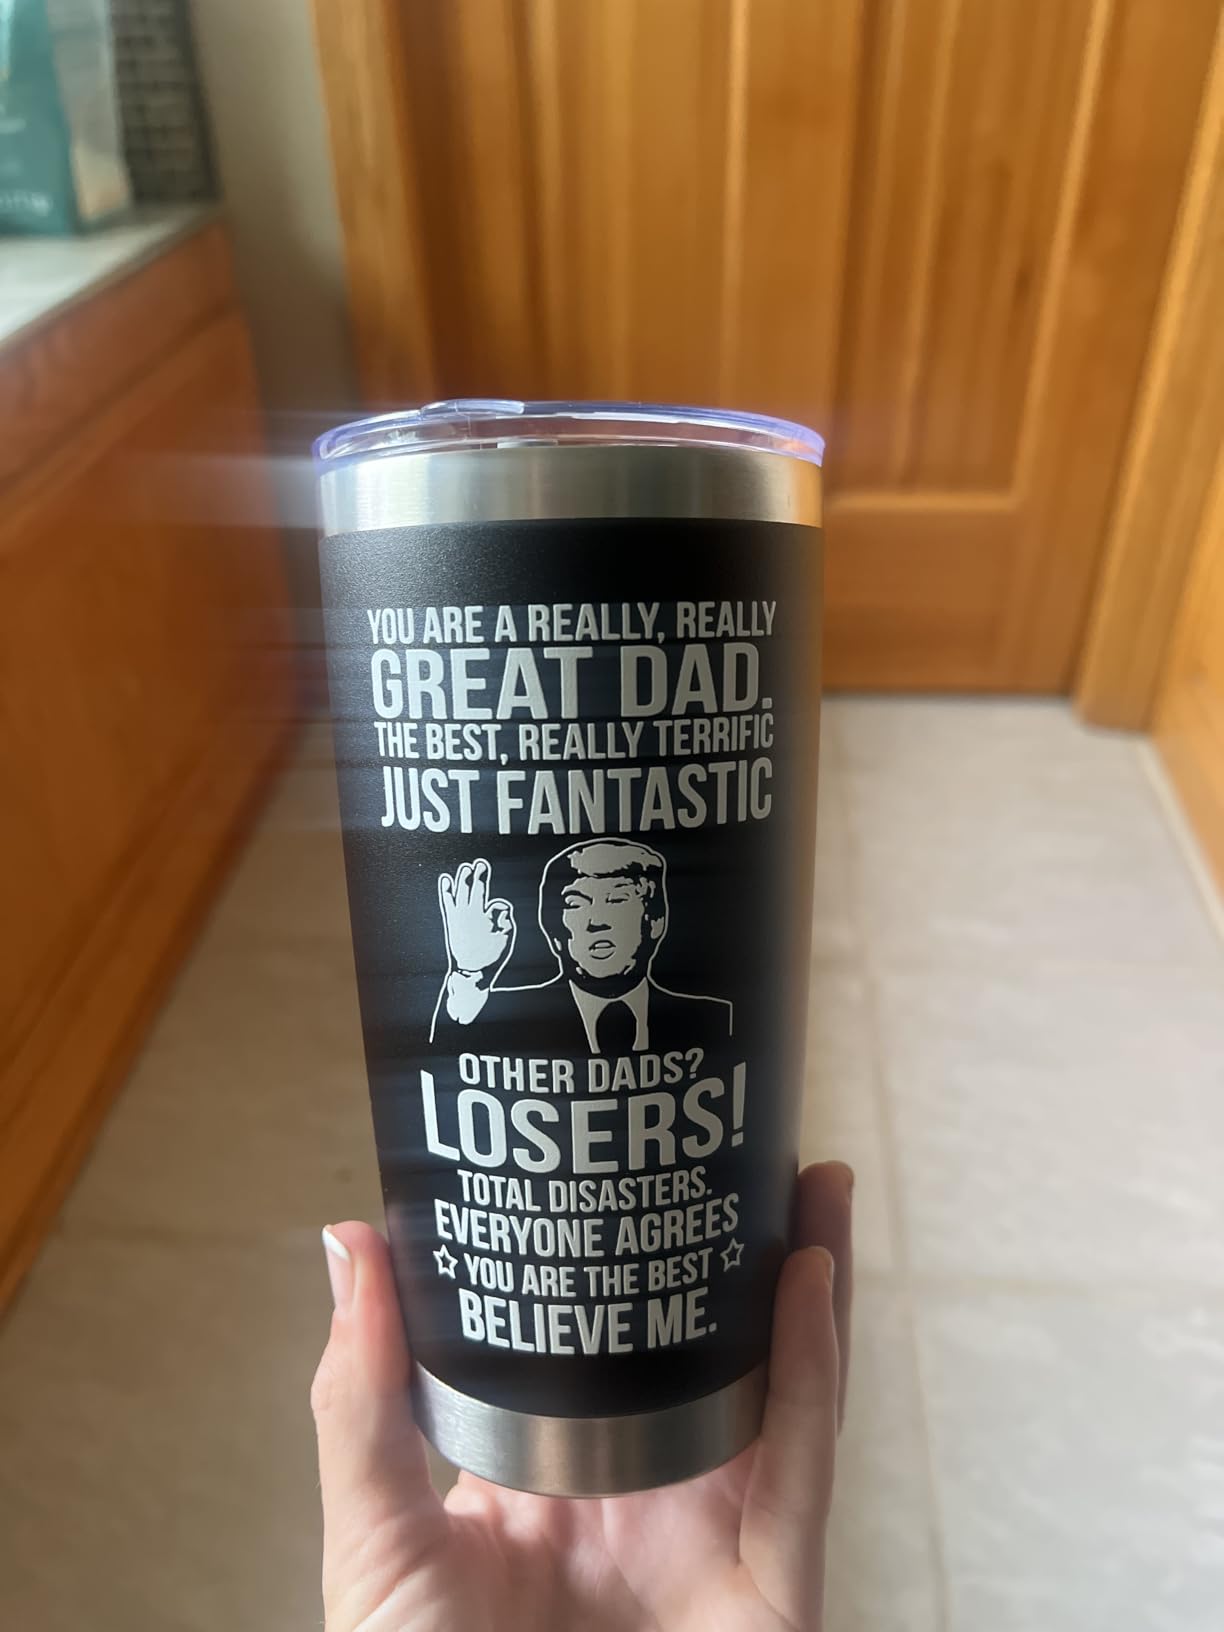 YOU ARE A REALLY, REALLY
GREAT DAD.
THE BEST, REALLY TERRIFIC
JUST FANTASTIC
OTHER DADS?
LOSERS!
TOTAL DISASTERS.
EVERYONE AGREES
YOU ARE THE BEST
BELIEVE ME.